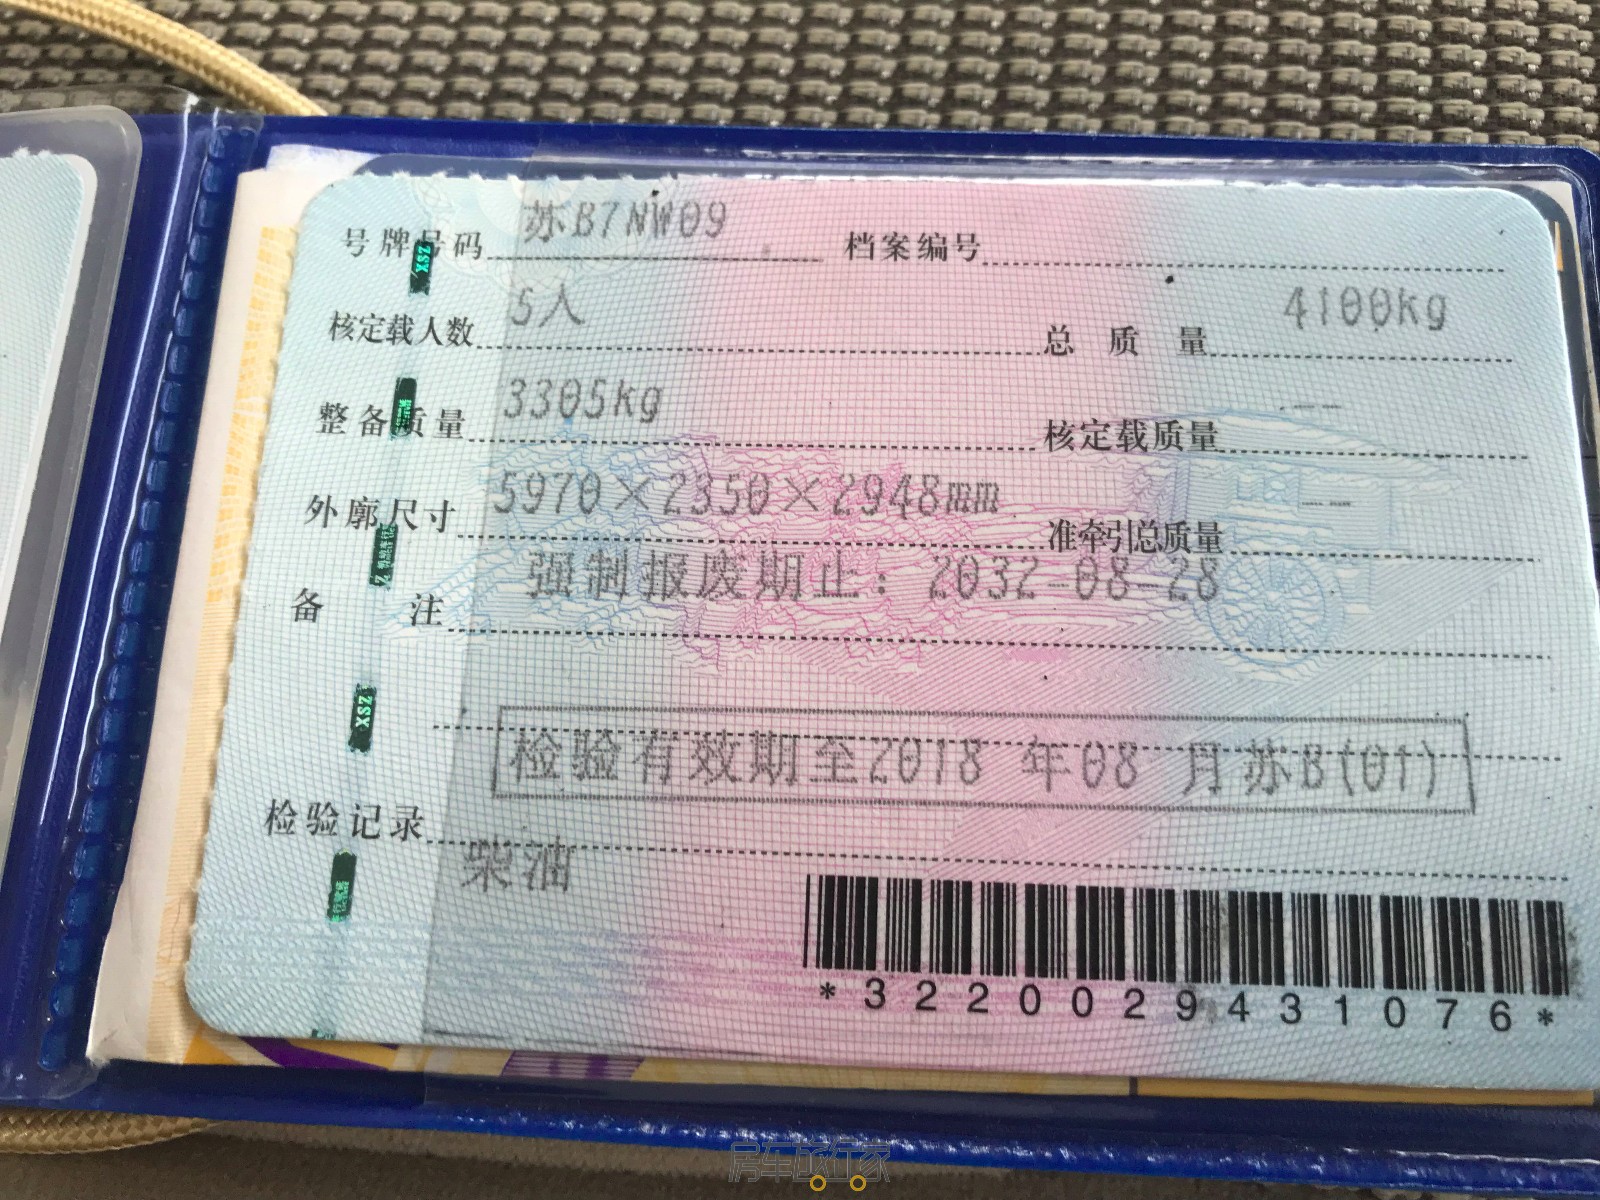 号牌号码 苏B7NW09 档案编号
核定载人数 5人 总质量 4100kg
整备质量 3305kg 核定载质量 ——
外廓尺寸 5970×2350×2948mm 准牵引总质量 ——
备注 强制报废期止：2032-08-28
检验有效期至2018 年08 月苏B(01)
检验记录
柴油
*3220029431076*
XSZ
XSZ
房车旅行家